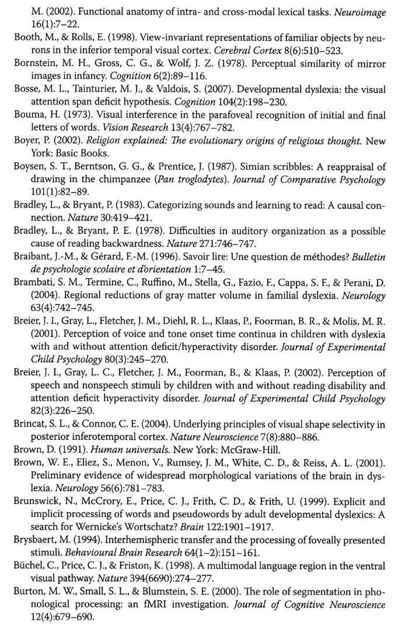 M. (2002). Functional anatomy of intra- and cross-modal lexical tasks. Neuroimage
16(1):7–22.
Booth, M., & Rolls, E. (1998). View-invariant representations of familiar objects by neu-
rons in the inferior temporal visual cortex. Cerebral Cortex 8(6):510–523.
Bornstein, M. H., Gross, C. G., & Wolf, J. Z. (1978). Perceptual similarity of mirror
images in infancy. Cognition 6(2):89–116.
Bosse, M. L., Tainturier, M. J., & Valdois, S. (2007). Developmental dyslexia: the visual
attention span deficit hypothesis. Cognition 104(2):198–230.
Bouma, H. (1973). Visual interference in the parafoveal recognition of initial and final
letters of words. Vision Research 13(4):767–782.
Boyer, P. (2002). Religion explained: The evolutionary origins of religious thought. New
York: Basic Books.
Boysen, S. T., Berntson, G. G., & Prentice, J. (1987). Simian scribbles: A reappraisal of
drawing in the chimpanzee (Pan troglodytes). Journal of Comparative Psychology
101(1):82–89.
Bradley, L., & Bryant, P. (1983). Categorizing sounds and learning to read: A causal con-
nection. Nature 30:419–421.
Bradley, L., & Bryant, P. E. (1978). Difficulties in auditory organization as a possible
cause of reading backwardness. Nature 271:746–747.
Braibant, J.-M., & Gérard, F.-M. (1996). Savoir lire: Une question de méthodes? Bulletin
de psychologie scolaire et d'orientation 1:7–45.
Brambati, S. M., Termine, C., Ruffino, M., Stella, G., Fazio, F., Cappa, S. F., & Perani, D.
(2004). Regional reductions of gray matter volume in familial dyslexia. Neurology
63(4):742–745.
Breier, J. I., Gray, L., Fletcher, J. M., Diehl, R. L., Klaas, P., Foorman, B. R., & Molis, M. R.
(2001). Perception of voice and tone onset time continua in children with dyslexia
with and without attention deficit/hyperactivity disorder. Journal of Experimental
Child Psychology 80(3):245–270.
Breier, J. I., Gray, L. C., Fletcher, J. M., Foorman, B., & Klaas, P. (2002). Perception of
speech and nonspeech stimuli by children with and without reading disability and
attention deficit hyperactivity disorder. Journal of Experimental Child Psychology
82(3):226–250.
Brincat, S. L., & Connor, C. E. (2004). Underlying principles of visual shape selectivity in
posterior inferotemporal cortex. Nature Neuroscience 7(8):880–886.
Brown, D. (1991). Human universals. New York: McGraw-Hill.
Brown, W. E., Eliez, S., Menon, V., Rumsey, J. M., White, C. D., & Reiss, A. L. (2001).
Preliminary evidence of widespread morphological variations of the brain in dys-
lexia. Neurology 56(6):781–783.
Brunswick, N., McCrory, E., Price, C. J., Frith, C. D., & Frith, U. (1999). Explicit and
implicit processing of words and pseudowords by adult developmental dyslexics: A
search for Wernicke's Wortschatz? Brain 122:1901–1917.
Brysbaert, M. (1994). Interhemispheric transfer and the processing of foveally presented
stimuli. Behavioural Brain Research 64(1–2):151–161.
Büchel, C., Price, C. J., & Friston, K. (1998). A multimodal language region in the ventral
visual pathway. Nature 394(6690):274–277.
Burton, M. W., Small, S. L., & Blumstein, S. E. (2000). The role of segmentation in pho-
nological processing: an fMRI investigation. Journal of Cognitive Neuroscience
12(4):679–690.